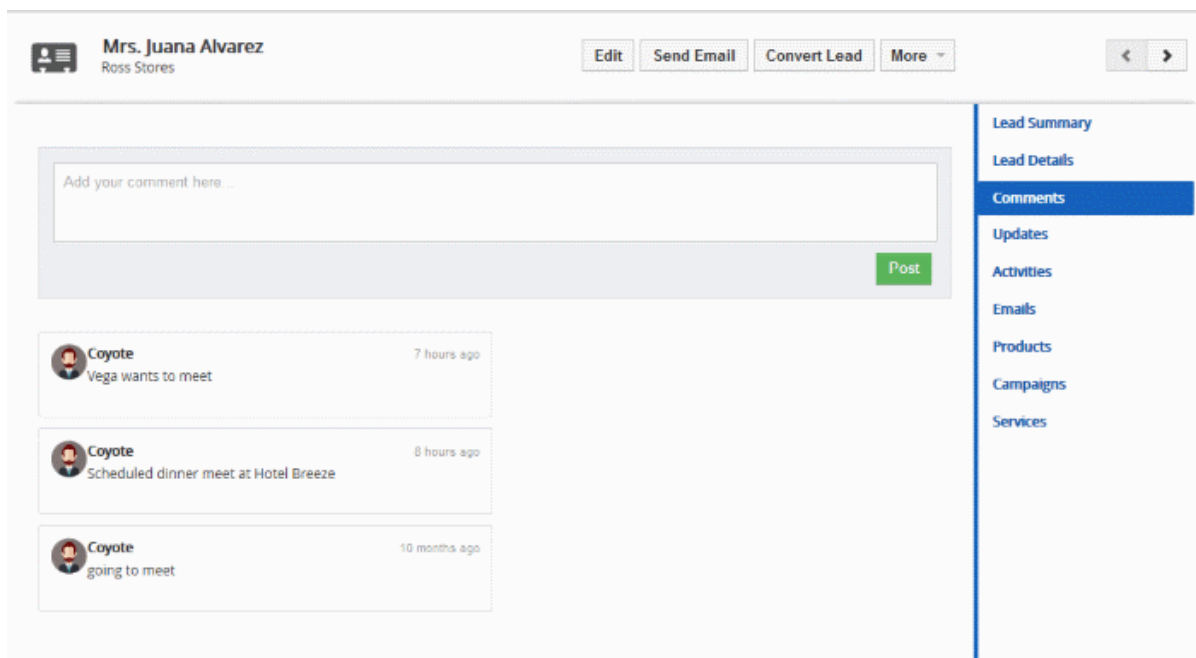 Mrs. Juana Alvarez
Ross Stores
Edit Send Email Convert Lead More
Lead Summary
Lead Details
Comments
Updates
Activities
Emails
Products
Campaigns
Services
Add your comment here...
Post
Coyote 7 hours ago
Vega wants to meet
Coyote 8 hours ago
Scheduled dinner meet at Hotel Breeze
Coyote 10 months ago
going to meet